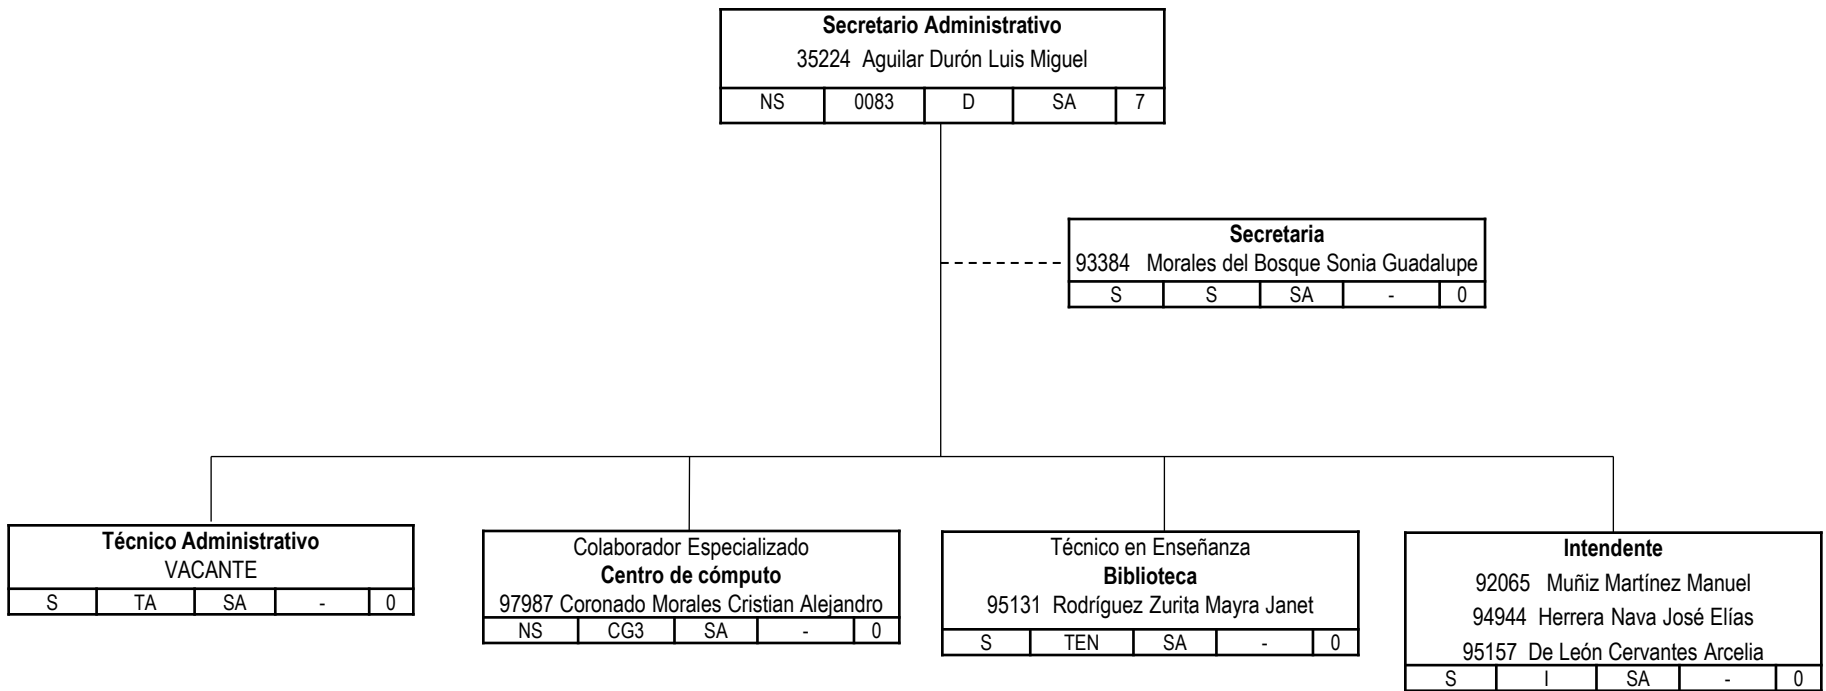 Secretario Administrativo
35224 Aguilar Durón Luis Miguel
NS 0083 D SA 7
Secretaria
93384 Morales del Bosque Sonia Guadalupe
S S SA - 0
Técnico Administrativo
VACANTE
S TA SA - 0
Colaborador Especializado
Centro de cómputo
97987 Coronado Morales Cristian Alejandro
NS CG3 SA - 0
Técnico en Enseñanza
Biblioteca
95131 Rodríguez Zurita Mayra Janet
S TEN SA - 0
Intendente
92065 Muñiz Martínez Manuel
94944 Herrera Nava José Elías
95157 De León Cervantes Arcelia
S I SA - 0